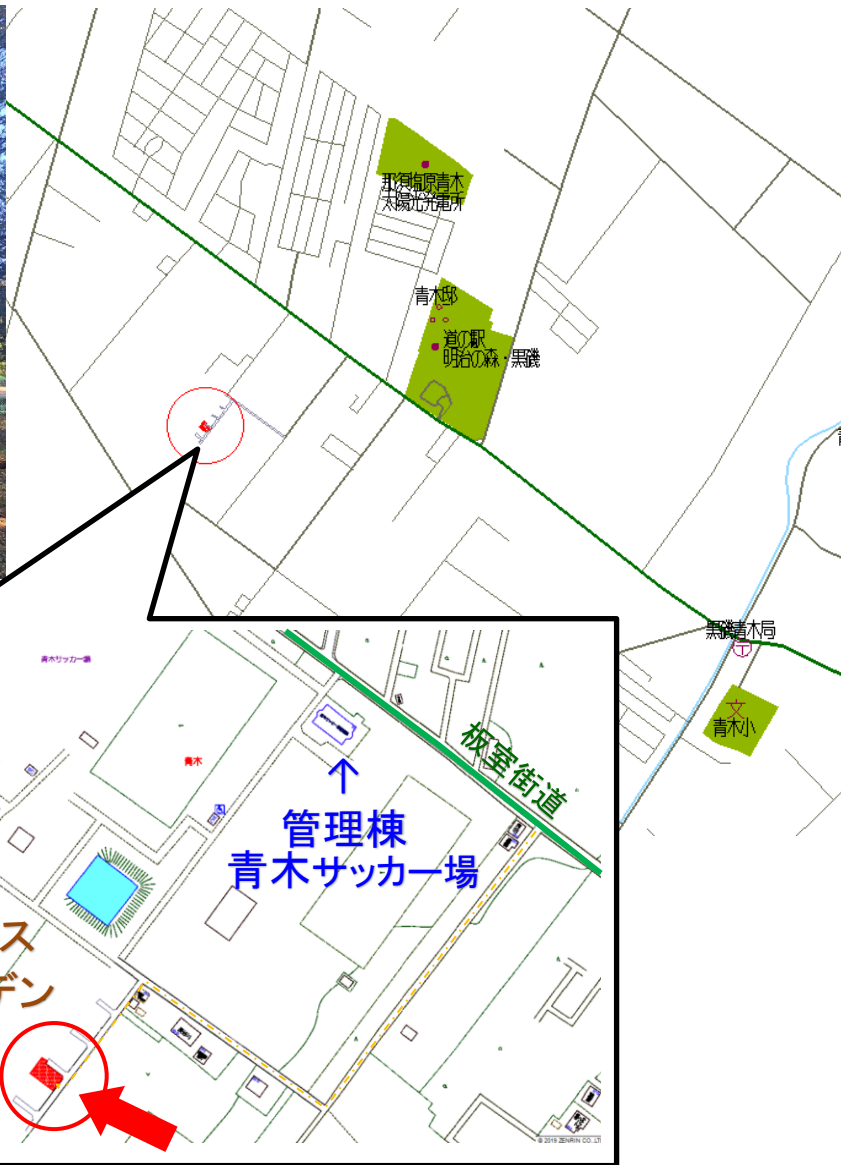 那須塩原青木
太陽光発電所
青木邸
道の駅
明治の森・黒磯
黒磯青木局
文
青木小
青木サッカー場
青木
板室街道
↑
管理棟
青木サッカー場
ス
デン
© 2019 ZENRIN CO., LT